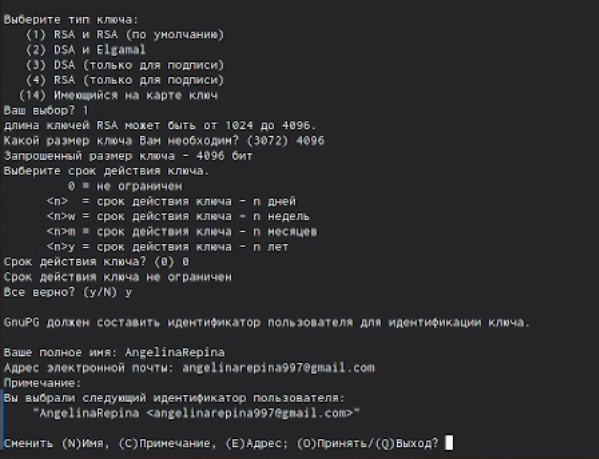 Выберите тип ключа:
(1) RSA и RSA (по умолчанию)
(2) DSA и Elgamal
(3) DSA (только для подписи)
(4) RSA (только для подписи)
(14) Имеющийся на карте ключ
Ваш выбор? 1
длина ключей RSA может быть от 1024 до 4096.
Какой размер ключа Вам необходим? (3072) 4096
Запрошенный размер ключа - 4096 бит
Выберите срок действия ключа.
0 = не ограничен
<n> = срок действия ключа - n дней
<n>w = срок действия ключа - n недель
<n>m = срок действия ключа - n месяцев
<n>y = срок действия ключа - n лет
Срок действия ключа? (0) 0
Срок действия ключа не ограничен
Все верно? (y/N) y
GnuPG должен составить идентификатор пользователя для идентификации ключа.
Ваше полное имя: AngelinaRepina
Адрес электронной почты: angelinarepina997@gmail.com
Примечание:
Вы выбрали следующий идентификатор пользователя:
"AngelinaRepina <angelinarepina997@gmail.com>"
Сменить (N)Имя, (C)Примечание, (E)Адрес; (O)Принять/(Q)Выход?